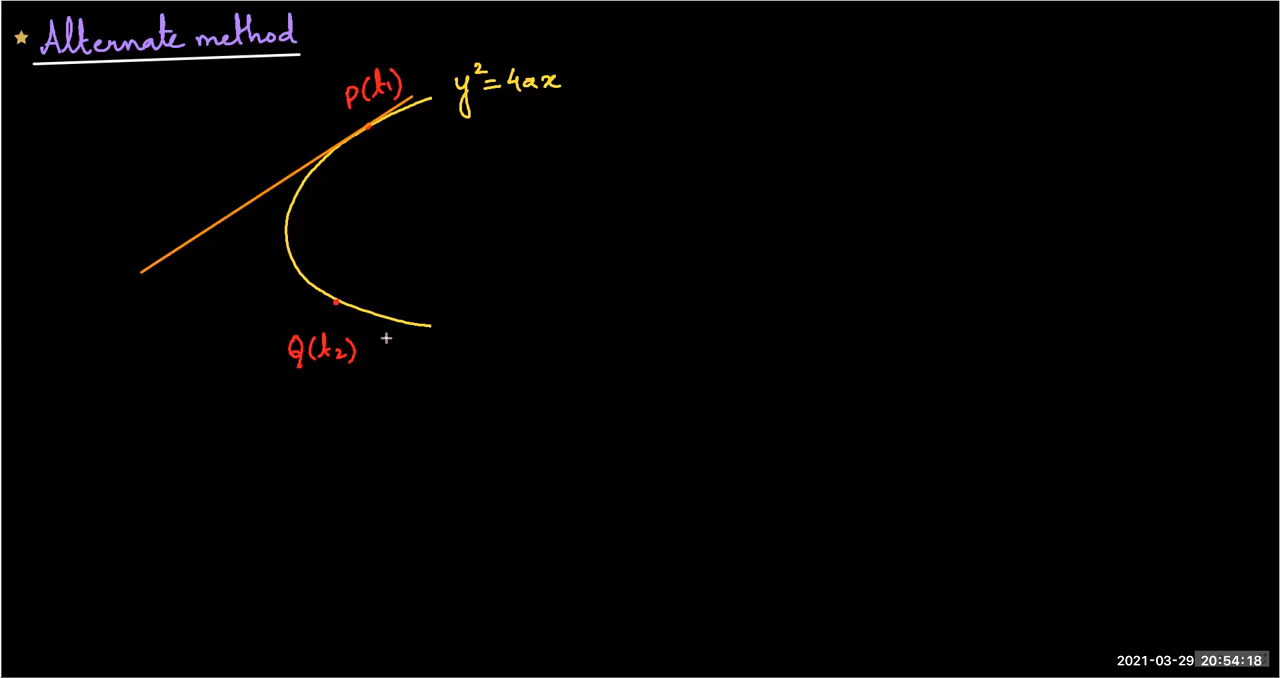 Alternate method
P(t₁)
y² = 4ax
Q(t₂)
2021-03-29 20:54:18